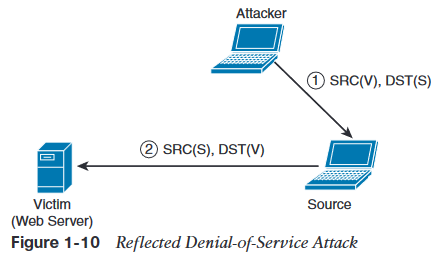 Attacker
① SRC(V), DST(S)
② SRC(S), DST(V)
Victim
(Web Server)
Source
Figure 1-10 Reflected Denial-of-Service Attack